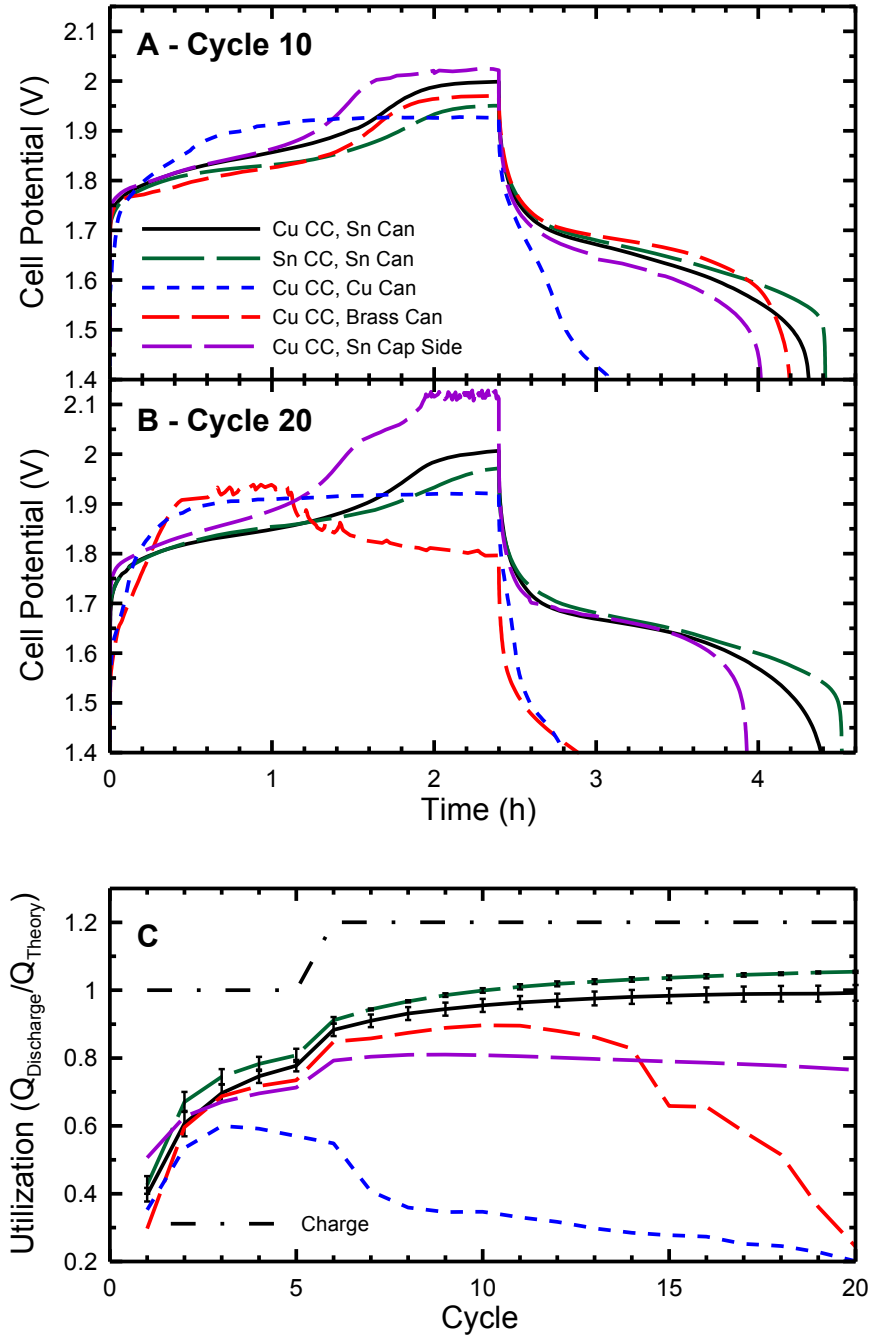 A - Cycle 10
Cell Potential (V)
2.1
2
1.9
1.8
1.7
1.6
1.5
1.4
Cu CC, Sn Can
Sn CC, Sn Can
Cu CC, Cu Can
Cu CC, Brass Can
Cu CC, Sn Cap Side
B - Cycle 20
Cell Potential (V)
2.1
2
1.9
1.8
1.7
1.6
1.5
1.4
0
1
2
3
4
Time (h)
C
Utilization (QDischarge/QTheory)
1.2
1
0.8
0.6
0.4
0.2
Charge
0
5
10
15
20
Cycle